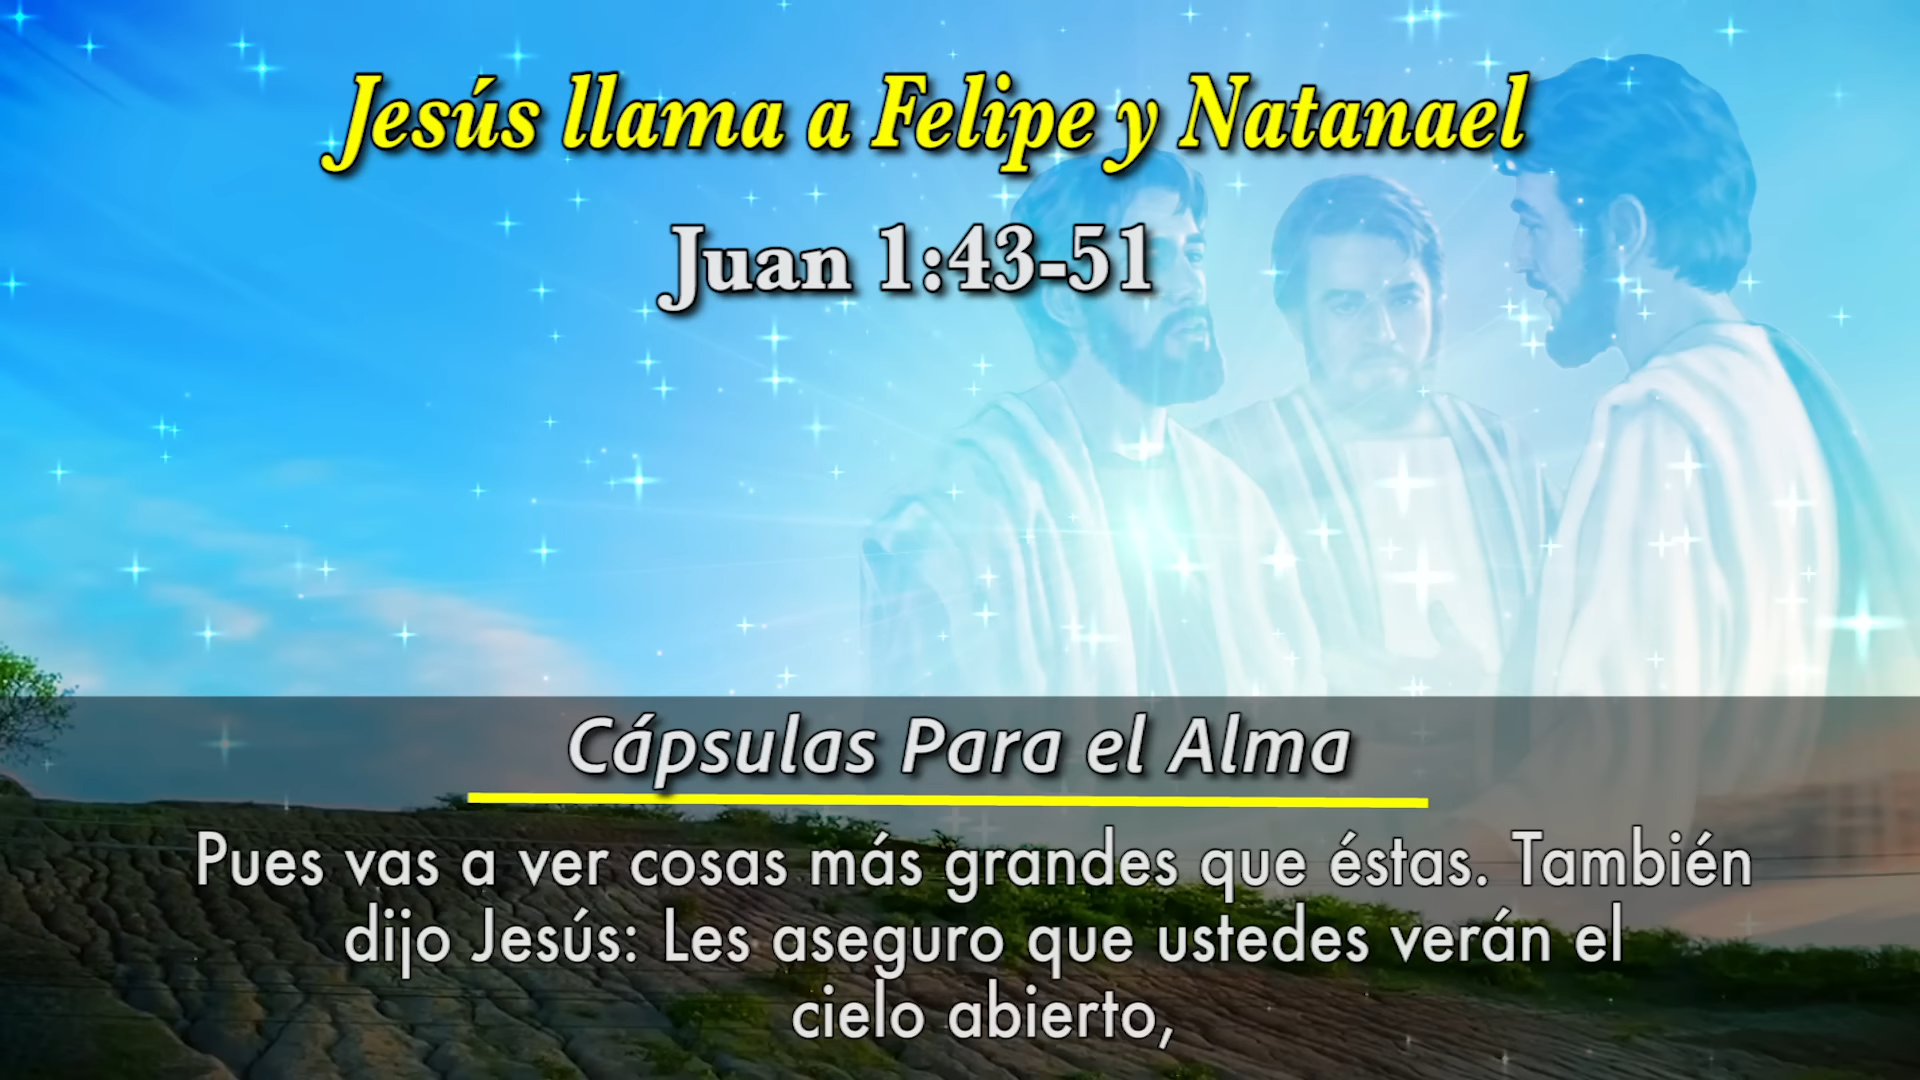 Jesús llama a Felipe y Natanael
Juan 1:43-51
Cápsulas Para el Alma
Pues vas a ver cosas más grandes que éstas. También
dijo Jesús: Les aseguro que ustedes verán el
cielo abierto,